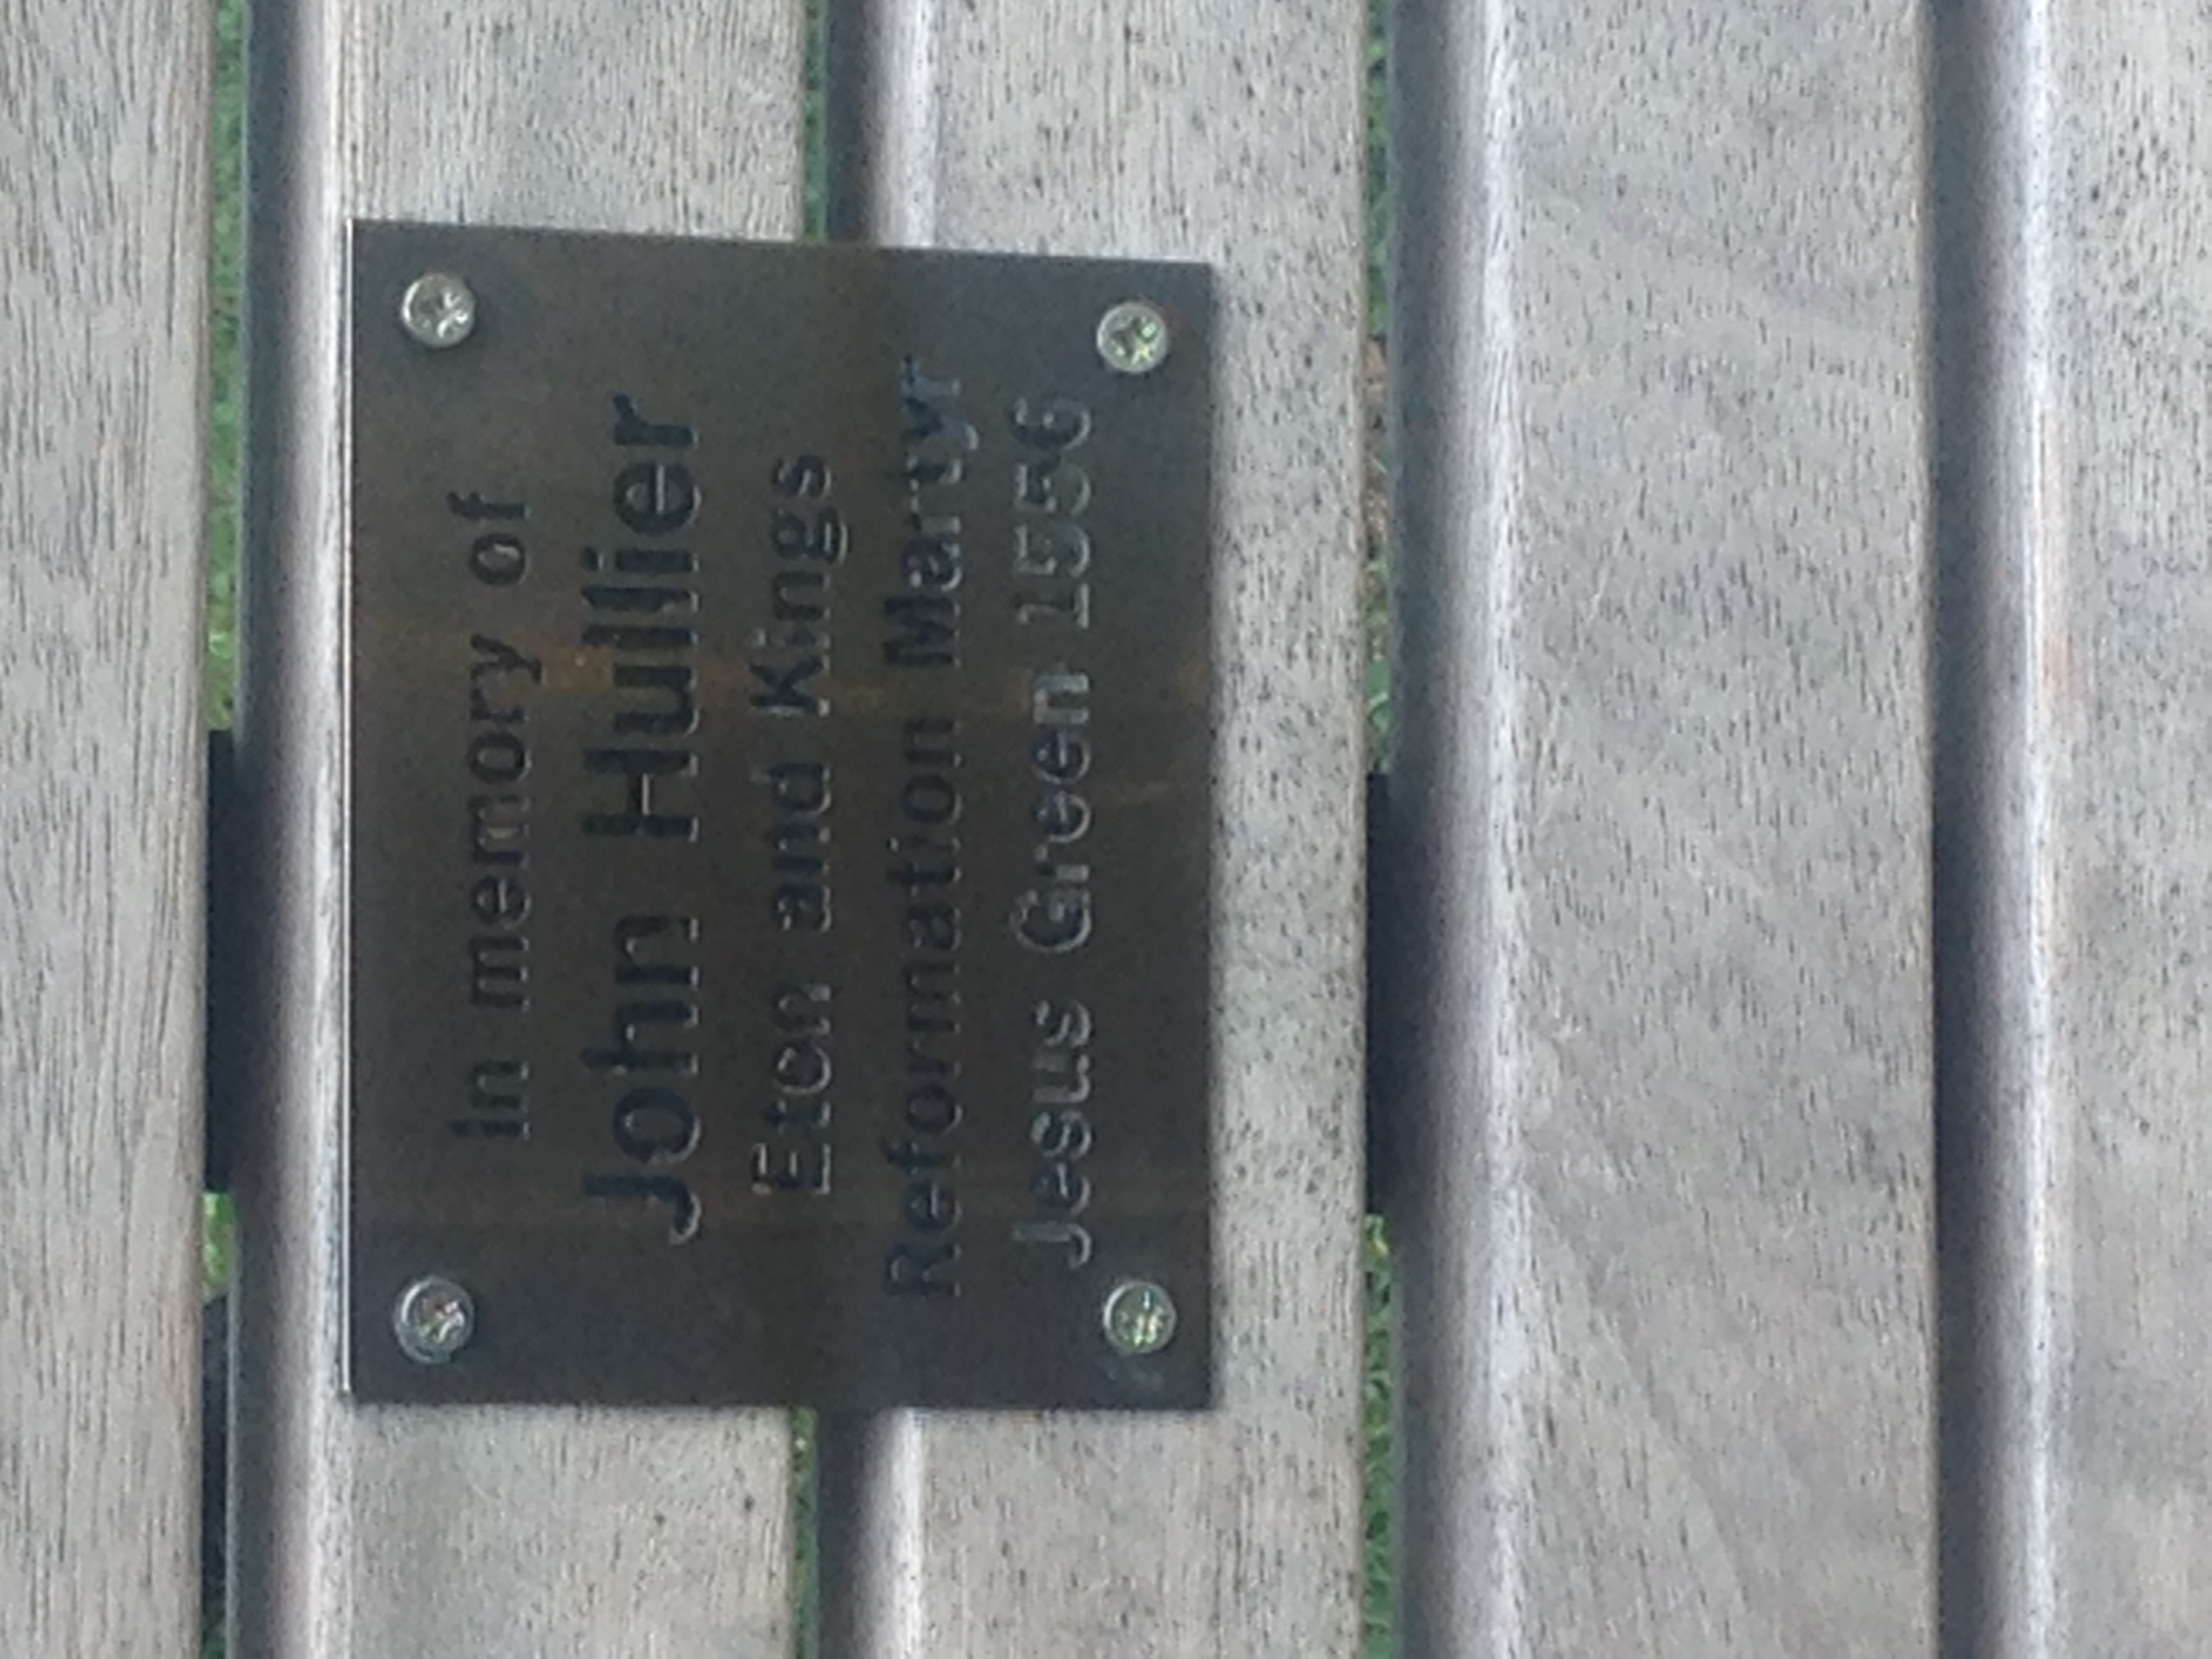 In memory of
John Hullier
Eton and Kings
Reformation Martyr
Jesus Green 1556